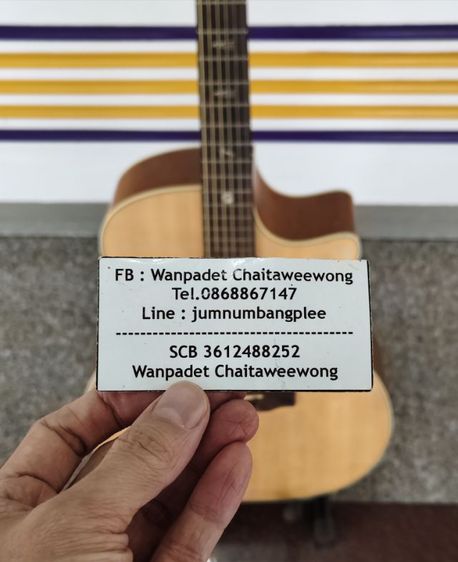 FB : Wanpadet Chaitaweewong
Tel.0868867147
Line : jumnumbangplee
---------------------------------------
SCB 3612488252
Wanpadet Chaitaweewong